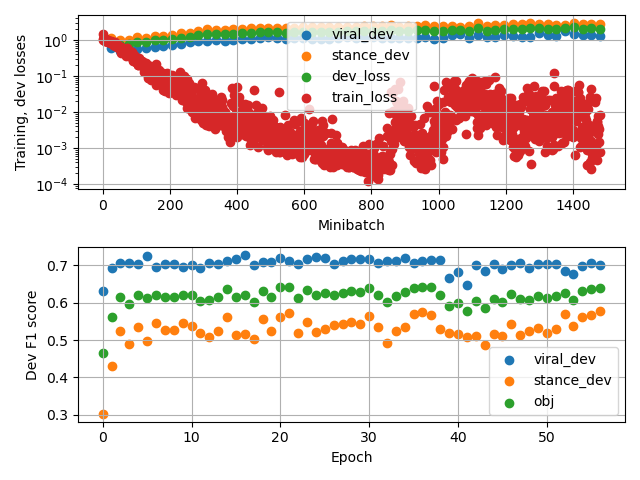 Training, dev losses
10^0
10^-1
10^-2
10^-3
10^-4
viral_dev
stance_dev
dev_loss
train_loss
0 200 400 600 800 1000 1200 1400
Minibatch
Dev F1 score
0.7
0.6
0.5
0.4
0.3
viral_dev
stance_dev
obj
0 10 20 30 40 50
Epoch